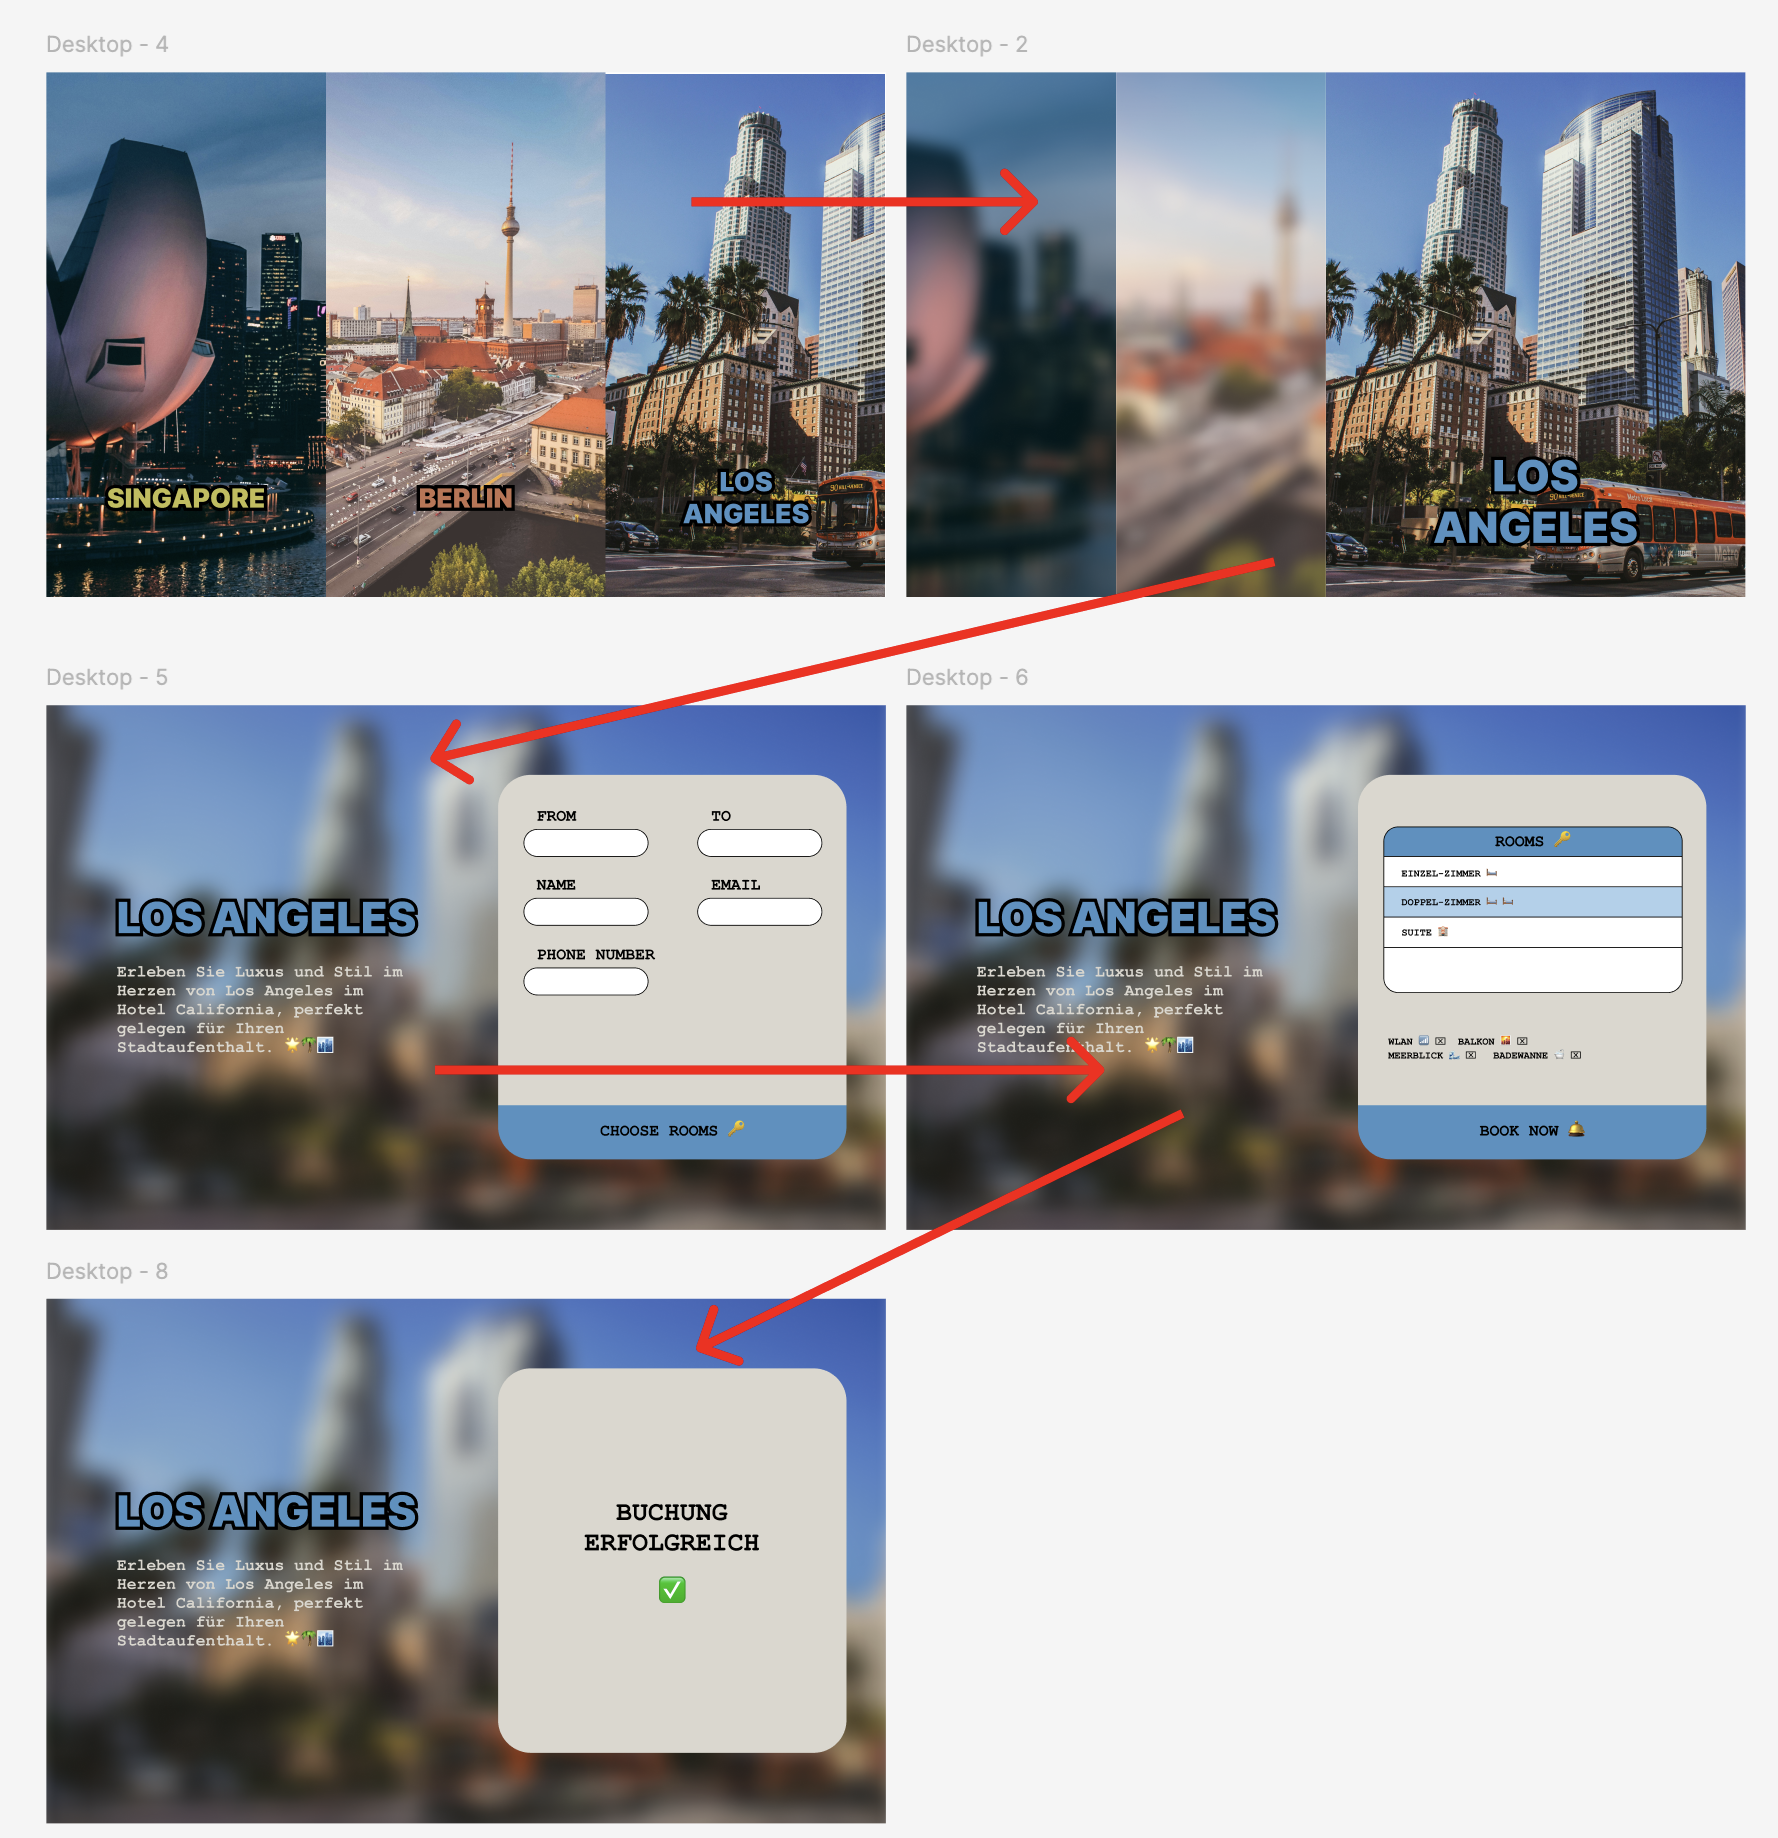 Desktop - 4
Desktop - 2
SINGAPORE
BERLIN
LOS
ANGELES
LOS
ANGELES
Desktop - 5
Desktop - 6
LOS ANGELES
Erleben Sie Luxus und Stil im
Herzen von Los Angeles im
Hotel California, perfekt
gelegen für Ihren
Stadtaufenthalt. 🌟🌴🏙️
FROM
TO
NAME
EMAIL
PHONE NUMBER
CHOOSE ROOMS 🔑
LOS ANGELES
Erleben Sie Luxus und Stil im
Herzen von Los Angeles im
Hotel California, perfekt
gelegen für Ihren
Stadtaufenthalt. 🌟🌴🏙️
ROOMS 🔑
EINZEL-ZIMMER 🛏️
DOPPEL-ZIMMER 🛏️ 🛏️
SUITE 🏩
WLAN 📶 ☒ BALKON 🌇 ☒
MEERBLICK 🌊 ☒ BADEWANNE 🛁 ☒
BOOK NOW 🛎️
Desktop - 8
LOS ANGELES
Erleben Sie Luxus und Stil im
Herzen von Los Angeles im
Hotel California, perfekt
gelegen für Ihren
Stadtaufenthalt. 🌟🌴🏙️
BUCHUNG
ERFOLGREICH
✅